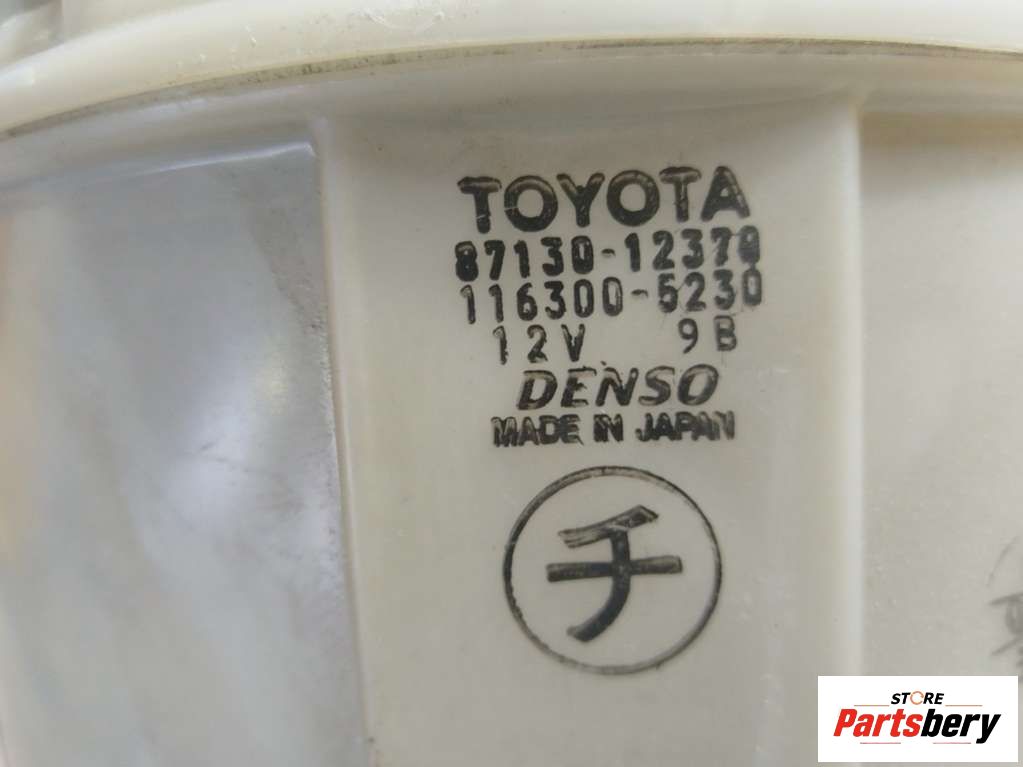 TOYOTA
87130-12370
116300-5230
12V 9B
DENSO
MADE IN JAPAN
チ
STORE
Partsbery